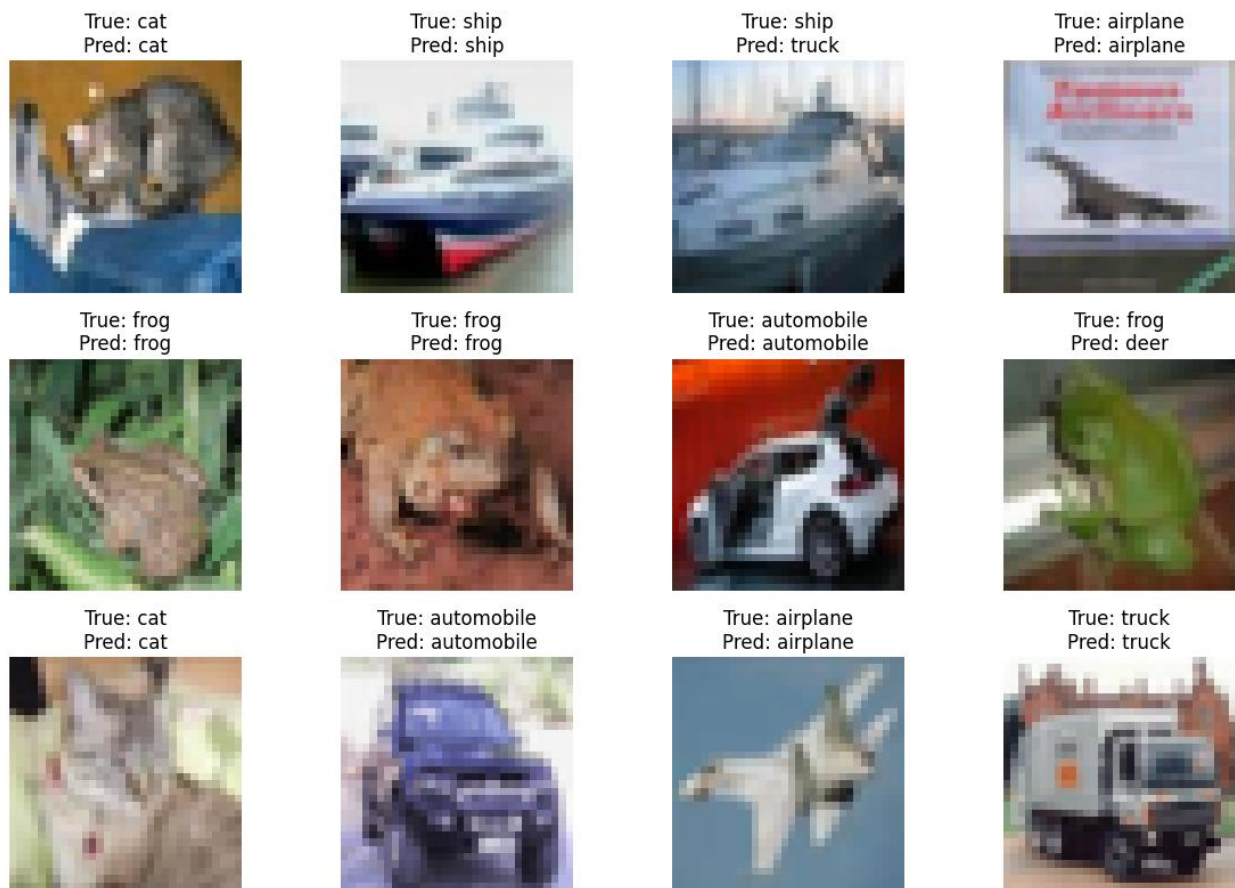 True: cat
Pred: cat
True: ship
Pred: ship
True: ship
Pred: truck
True: airplane
Pred: airplane
True: frog
Pred: frog
True: frog
Pred: frog
True: automobile
Pred: automobile
True: frog
Pred: deer
True: cat
Pred: cat
True: automobile
Pred: automobile
True: airplane
Pred: airplane
True: truck
Pred: truck